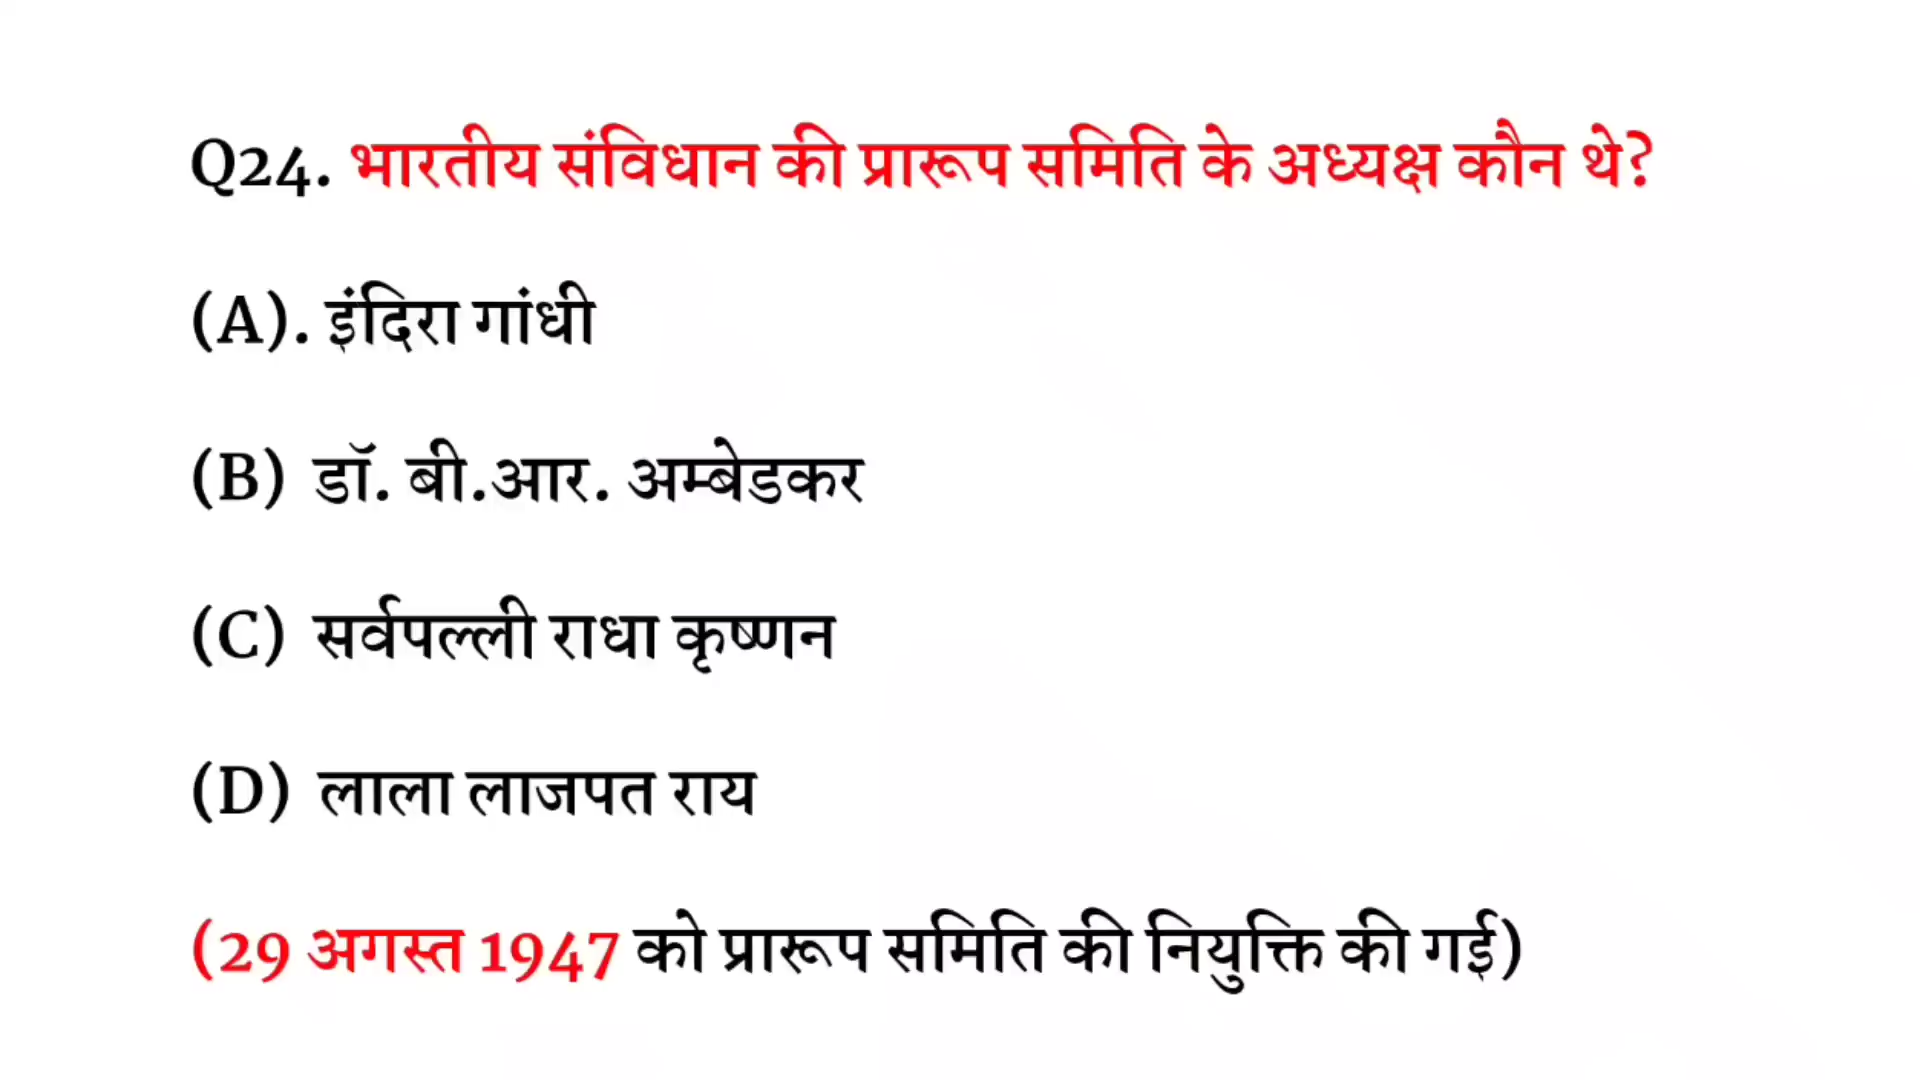 Q24. भारतीय संविधान की प्रारूप समिति के अध्यक्ष कौन थे?
(A). इंदिरा गांधी
(B) डॉ. बी.आर. अम्बेडकर
(C) सर्वपल्ली राधा कृष्णन
(D) लाला लाजपत राय
(29 अगस्त 1947 को प्रारूप समिति की नियुक्ति की गई)